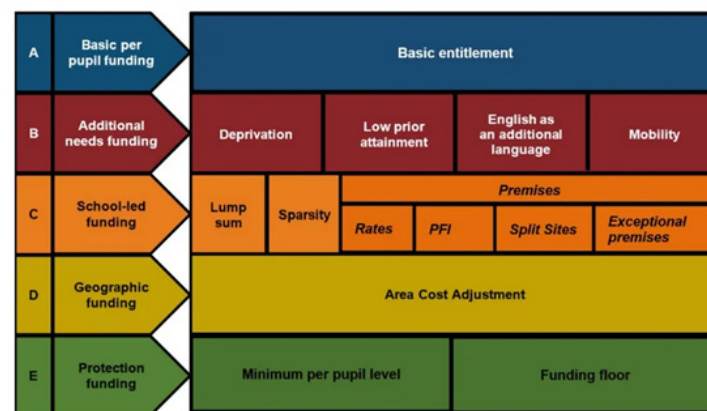 A
Basic per
pupil funding
Basic entitlement
B
Additional
needs funding
Deprivation
Low prior
attainment
English as
an additional
language
Mobility
C
School-led
funding
Lump
sum
Sparsity
Premises
Rates
PFI
Split Sites
Exceptional
premises
D
Geographic
funding
Area Cost Adjustment
E
Protection
funding
Minimum per pupil level
Funding floor